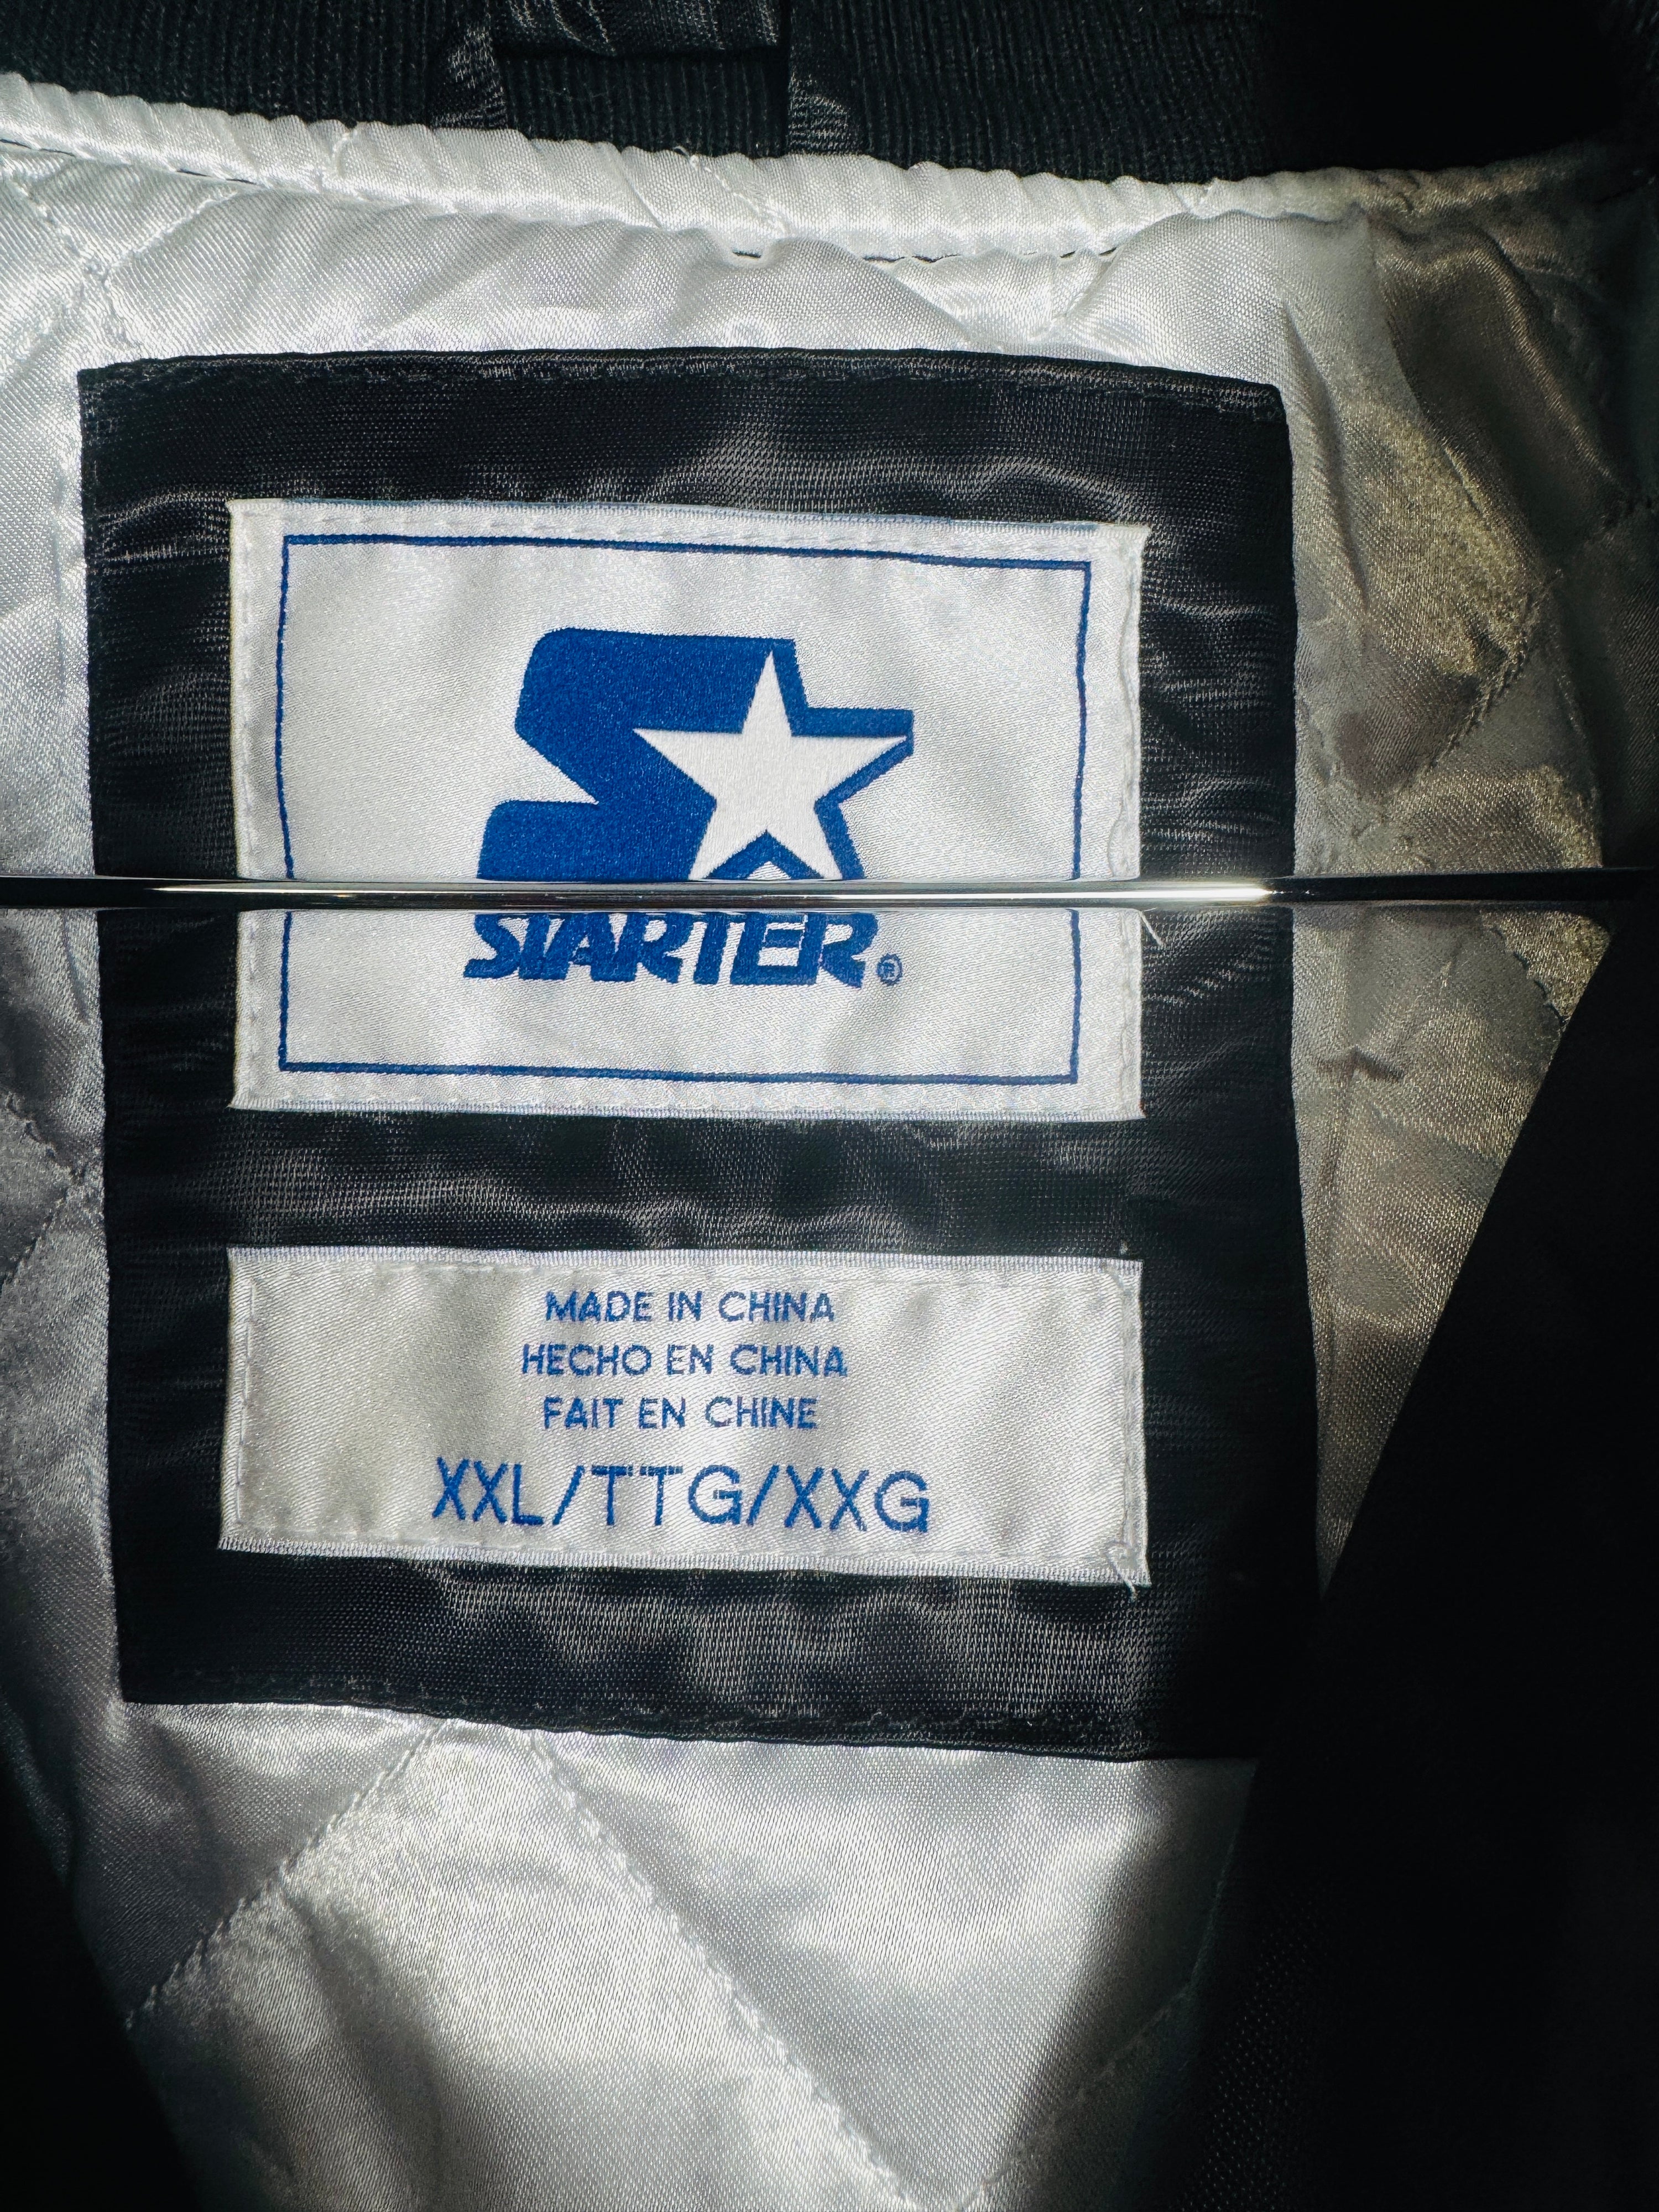 STARTER®
MADE IN CHINA
HECHO EN CHINA
FAIT EN CHINE
XXL/TTG/XXG